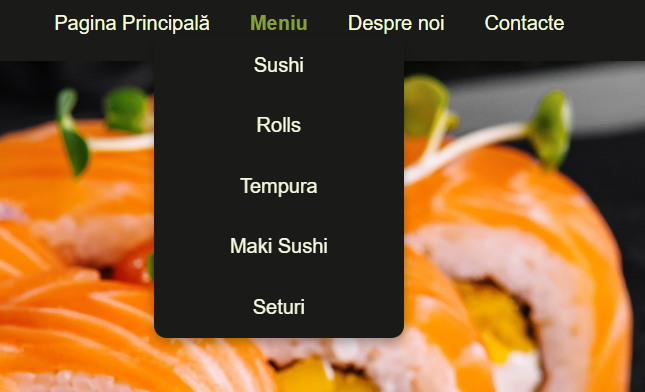 Pagina Principală Meniu Despre noi Contacte
Sushi
Rolls
Tempura
Maki Sushi
Seturi